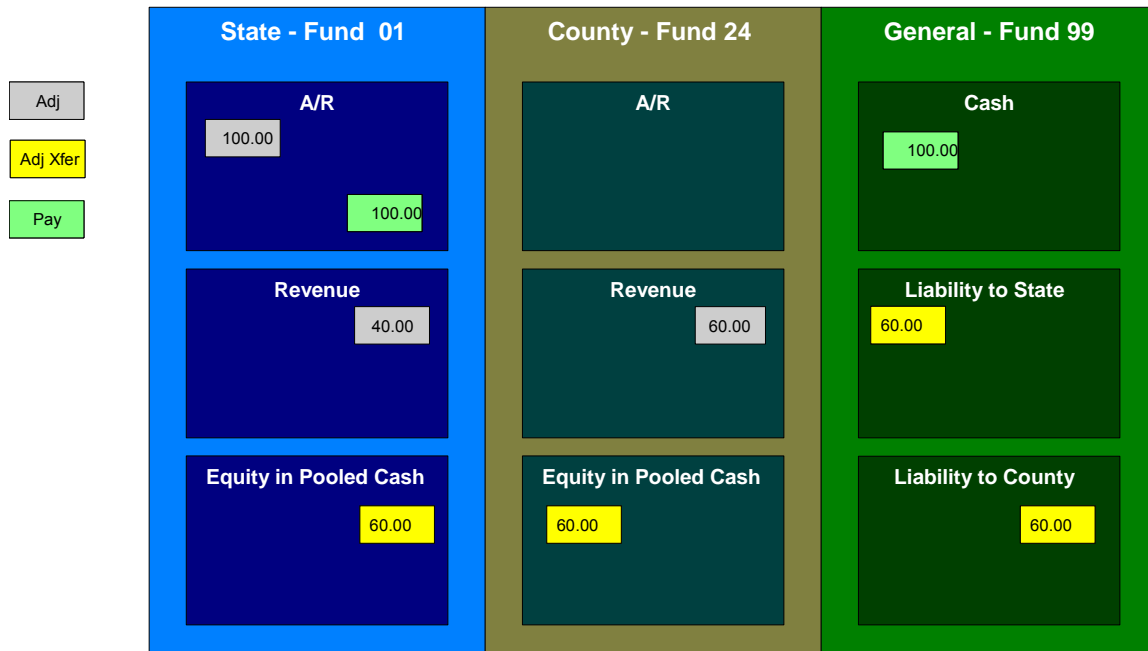 State - Fund 01
County - Fund 24
General - Fund 99
Adj
Adj Xfer
Pay
A/R
100.00
100.00
A/R
Cash
100.00
Revenue
40.00
Revenue
60.00
Liability to State
60.00
Equity in Pooled Cash
60.00
Equity in Pooled Cash
60.00
Liability to County
60.00